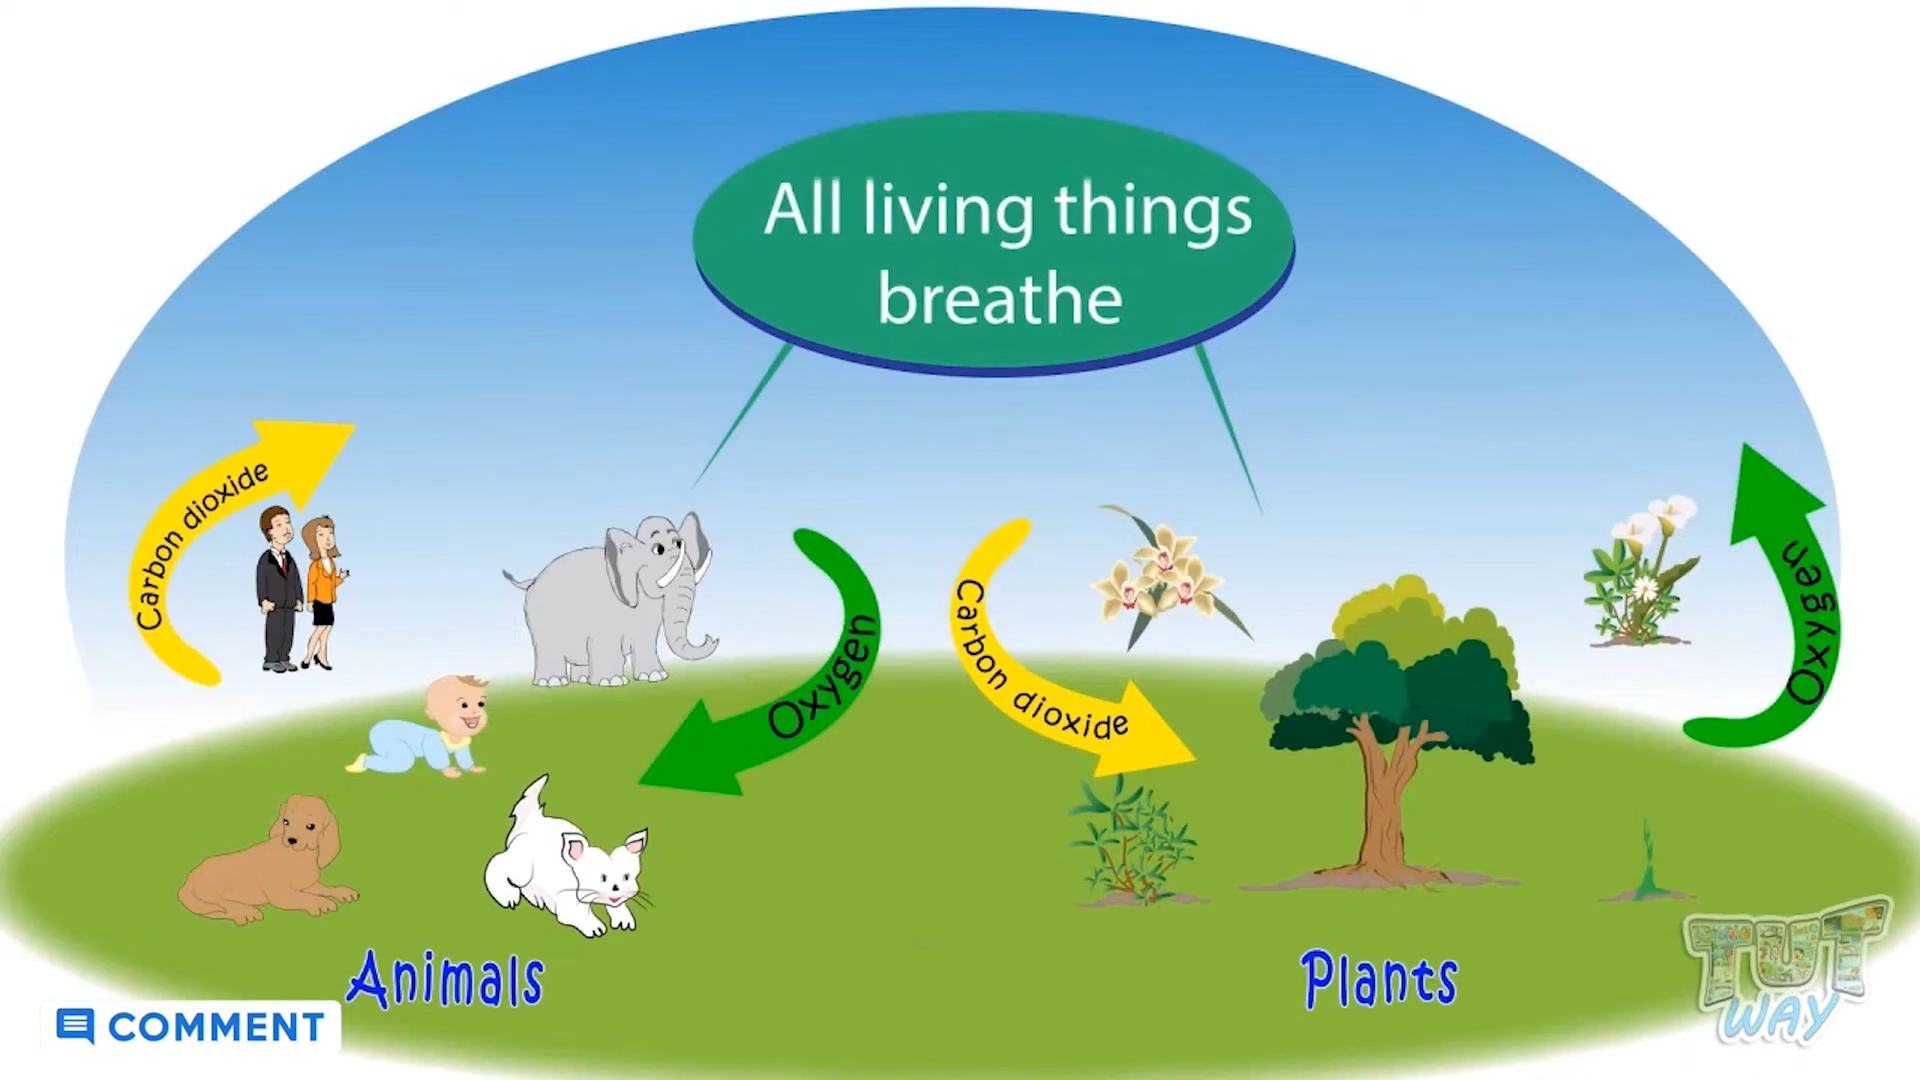 All living things
breathe
Carbon dioxide
Oxygen
Carbon dioxide
Oxygen
Animals
Plants
COMMENT
TUT
WAY